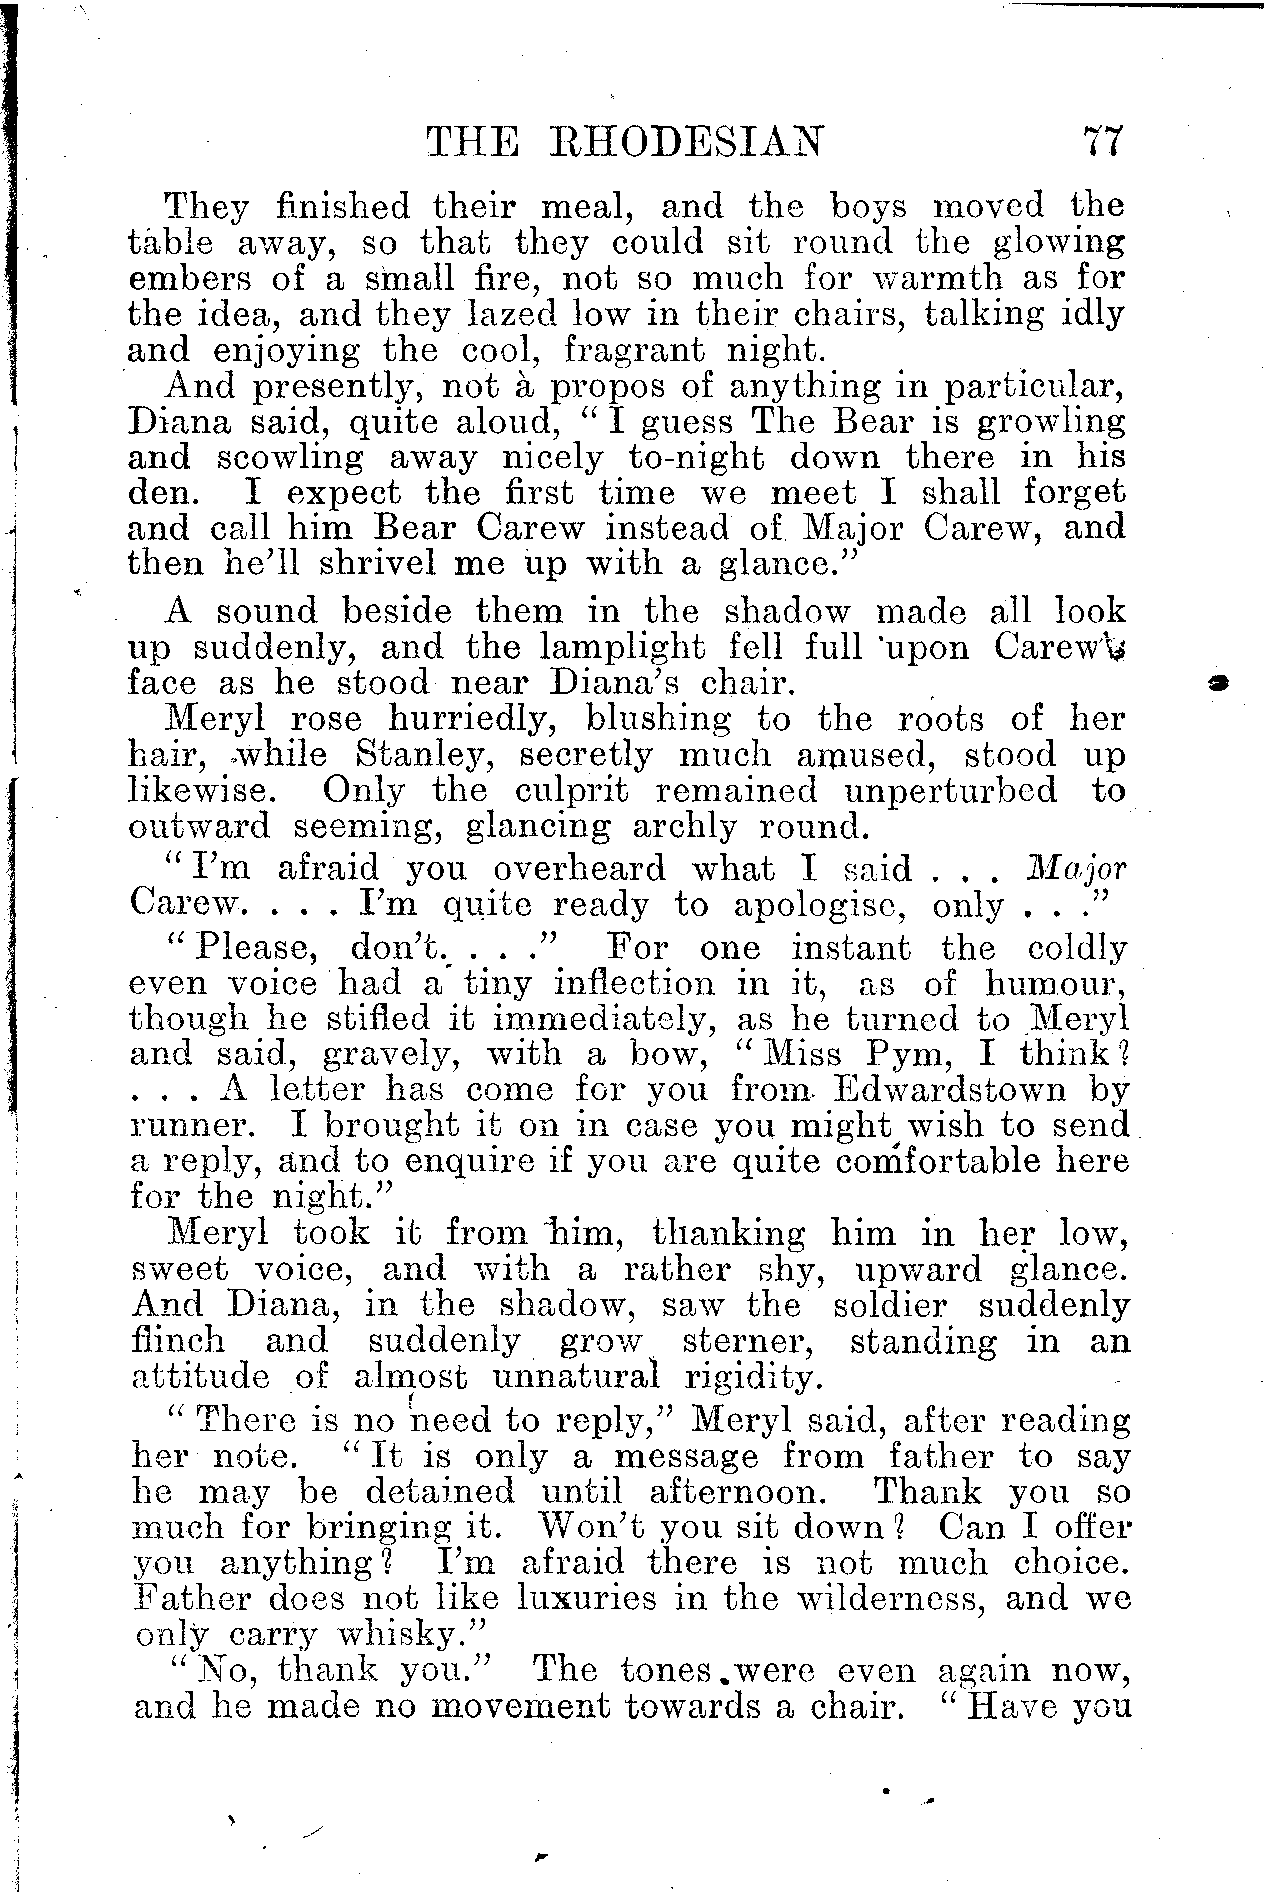 THE RHODESIAN 77
They finished their meal, and the boys moved the
table away, so that they could sit round the glowing
embers of a small fire, not so much for warmth as for
the idea, and they lazed low in their chairs, talking idly
and enjoying the cool, fragrant night.
And presently, not à propos of anything in particular,
Diana said, quite aloud, “ I guess The Bear is growling
and scowling away nicely to-night down there in his
den. I expect the first time we meet I shall forget
and call him Bear Carew instead of Major Carew, and
then he’ll shrivel me up with a glance.”
A sound beside them in the shadow made all look
up suddenly, and the lamplight fell full upon Carew’s
face as he stood near Diana’s chair.
Meryl rose hurriedly, blushing to the roots of her
hair, while Stanley, secretly much amused, stood up
likewise. Only the culprit remained unperturbed to
outward seeming, glancing archly round.
“ I’m afraid you overheard what I said . . . Major
Carew. . . . I’m quite ready to apologise, only . . .”
“ Please, don’t. . . .” For one instant the coldly
even voice had a tiny inflection in it, as of humour,
though he stifled it immediately, as he turned to Meryl
and said, gravely, with a bow, “ Miss Pym, I think?
. . . A letter has come for you from Edwardstown by
runner. I brought it on in case you might wish to send
a reply, and to enquire if you are quite comfortable here
for the night.”
Meryl took it from him, thanking him in her low,
sweet voice, and with a rather shy, upward glance.
And Diana, in the shadow, saw the soldier suddenly
flinch and suddenly grow sterner, standing in an
attitude of almost unnatural rigidity.
“ There is no need to reply,” Meryl said, after reading
her note. “ It is only a message from father to say
he may be detained until afternoon. Thank you so
much for bringing it. Won’t you sit down? Can I offer
you anything? I’m afraid there is not much choice.
Father does not like luxuries in the wilderness, and we
only carry whisky.”
“ No, thank you.” The tones were even again now,
and he made no movement towards a chair. “ Have you